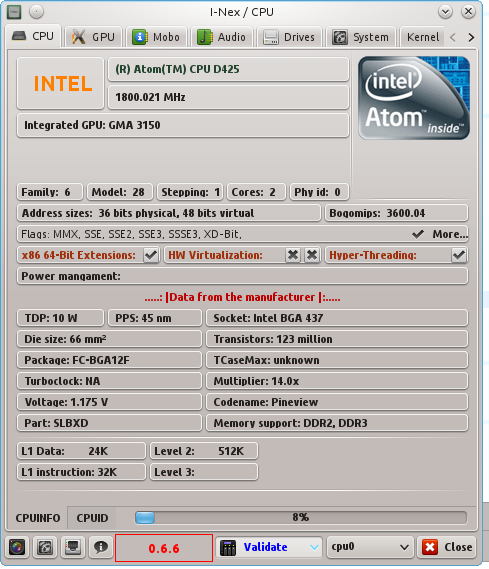 I-Nex / CPU
CPU GPU Mobo Audio Drives System Kernel
INTEL
(R) Atom(TM) CPU D425
1800.021 MHz
Integrated GPU: GMA 3150
intel
Atom™
inside™
Family: 6 Model: 28 Stepping: 1 Cores: 2 Phy id: 0
Address sizes: 36 bits physical, 48 bits virtual Bogomips: 3600.04
Flags: MMX, SSE, SSE2, SSE3, SSSE3, XD-Bit, More...
x86 64-Bit Extensions: HW Virtualization: Hyper-Threading:
Power mangament:
.....: |Data from the manufacturer |:.....
TDP: 10 W PPS: 45 nm Socket: Intel BGA 437
Die size: 66 mm² Transistors: 123 million
Package: FC-BGA12F TCaseMax: unknown
Turboclock: NA Multiplier: 14.0x
Voltage: 1.175 V Codename: Pineview
Part: SLBXD Memory support: DDR2, DDR3
L1 Data: 24K Level 2: 512K
L1 instruction: 32K Level 3:
CPUINFO CPUID 8%
0.6.6 Validate cpu0 Close